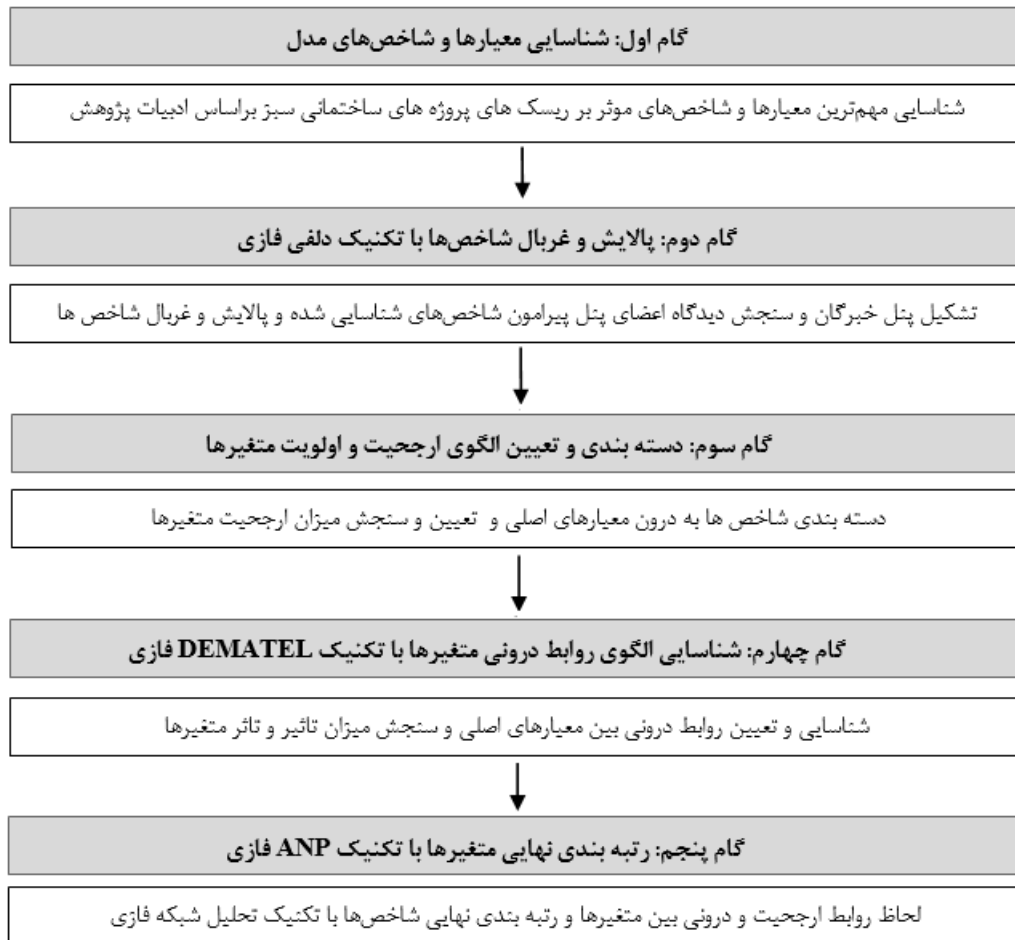 گام اول: شناسایی معیارها و شاخص‌های مدل
شناسایی مهم‌ترین معیارها و شاخص‌های موثر بر ریسک های پروژه های ساختمانی سبز براساس ادبیات پژوهش
گام دوم: پالایش و غربال شاخص‌ها با تکنیک دلفی فازی
تشکیل پنل خبرگان و سنجش دیدگاه اعضای پنل پیرامون شاخص‌های شناسایی شده و پالایش و غربال شاخص ها
گام سوم: دسته بندی و تعیین الگوی ارجحیت و اولویت متغیرها
دسته بندی شاخص ها به درون معیارهای اصلی و تعیین و سنجش میزان ارجحیت متغیرها
گام چهارم: شناسایی الگوی روابط درونی متغیرها با تکنیک DEMATEL فازی
شناسایی و تعیین روابط درونی بین معیارهای اصلی و سنجش میزان تاثیر و تاثر متغیرها
گام پنجم: رتبه بندی نهایی متغیرها با تکنیک ANP فازی
لحاظ روابط ارجحیت و درونی بین متغیرها و رتبه بندی نهایی شاخص‌ها با تکنیک تحلیل شبکه فازی